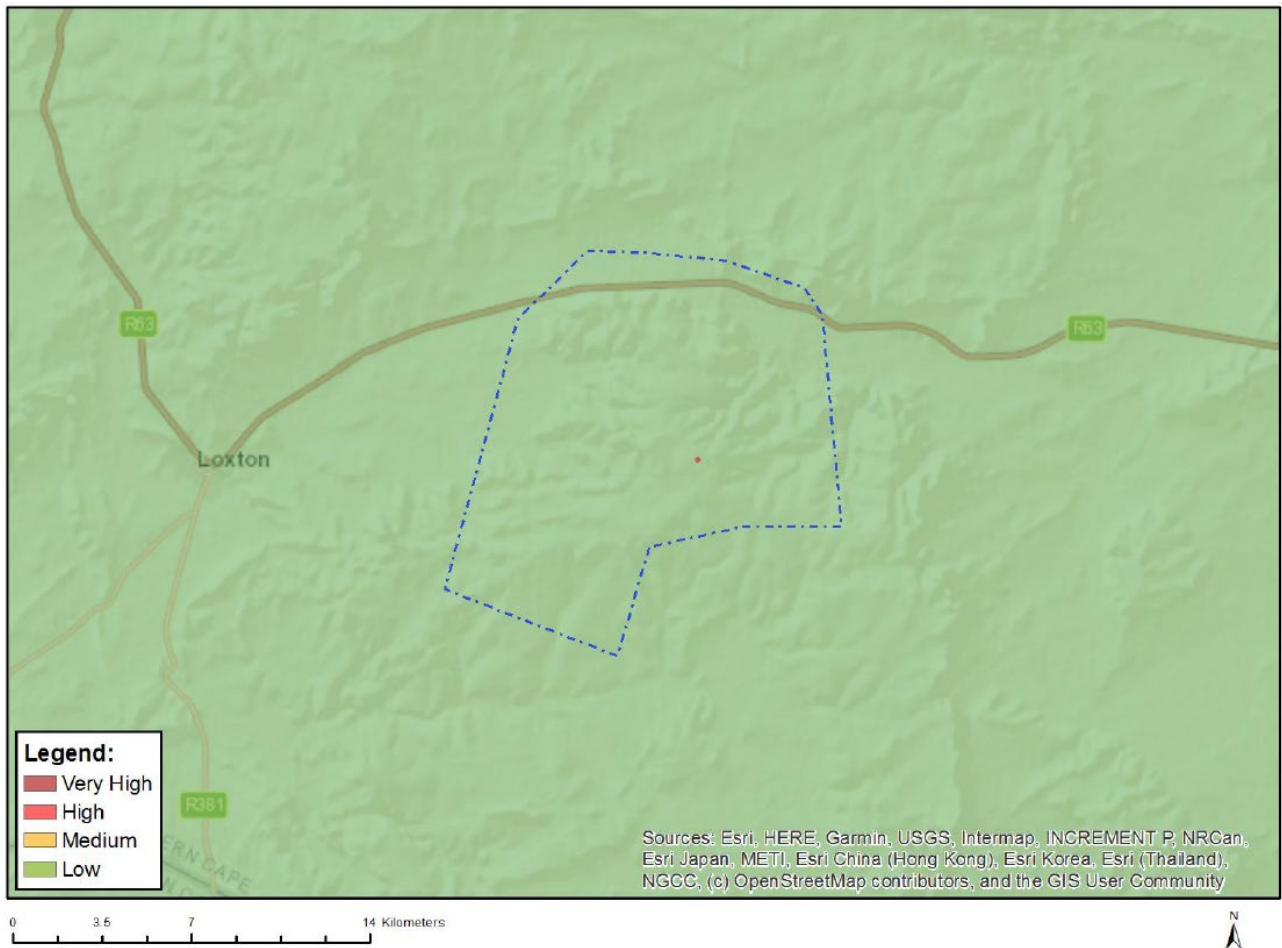 R63
R63
Loxton
Legend:
Very High
High
Medium
Low
R381
ERN CAPE
Sources: Esri, HERE, Garmin, USGS, Intermap, INCREMENT P, NRCan,
Esri Japan, METI, Esri China (Hong Kong), Esri Korea, Esri (Thailand),
NGCC, (c) OpenStreetMap contributors, and the GIS User Community
0 3.5 7 14 Kilometers
N